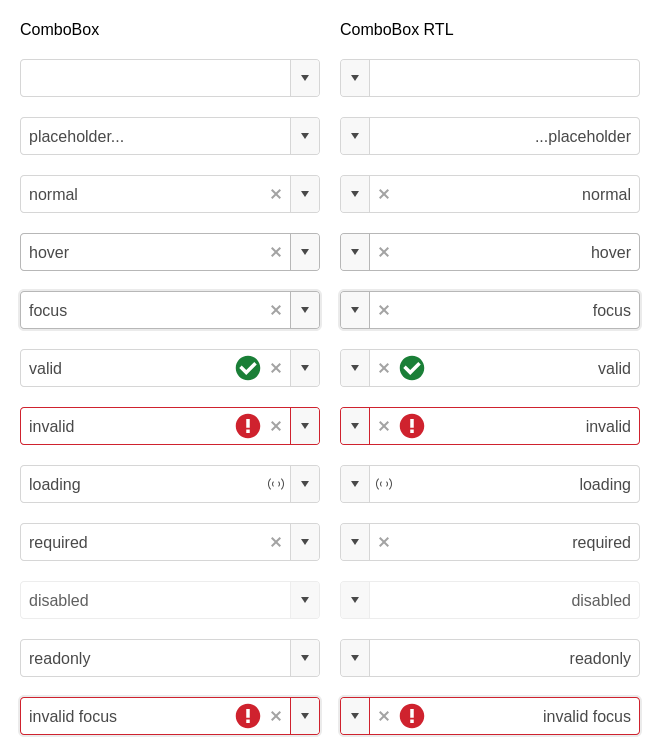 ComboBox
ComboBox RTL
placeholder...
...placeholder
normal
normal
hover
hover
focus
focus
valid
valid
invalid
invalid
loading
loading
required
required
disabled
disabled
readonly
readonly
invalid focus
invalid focus